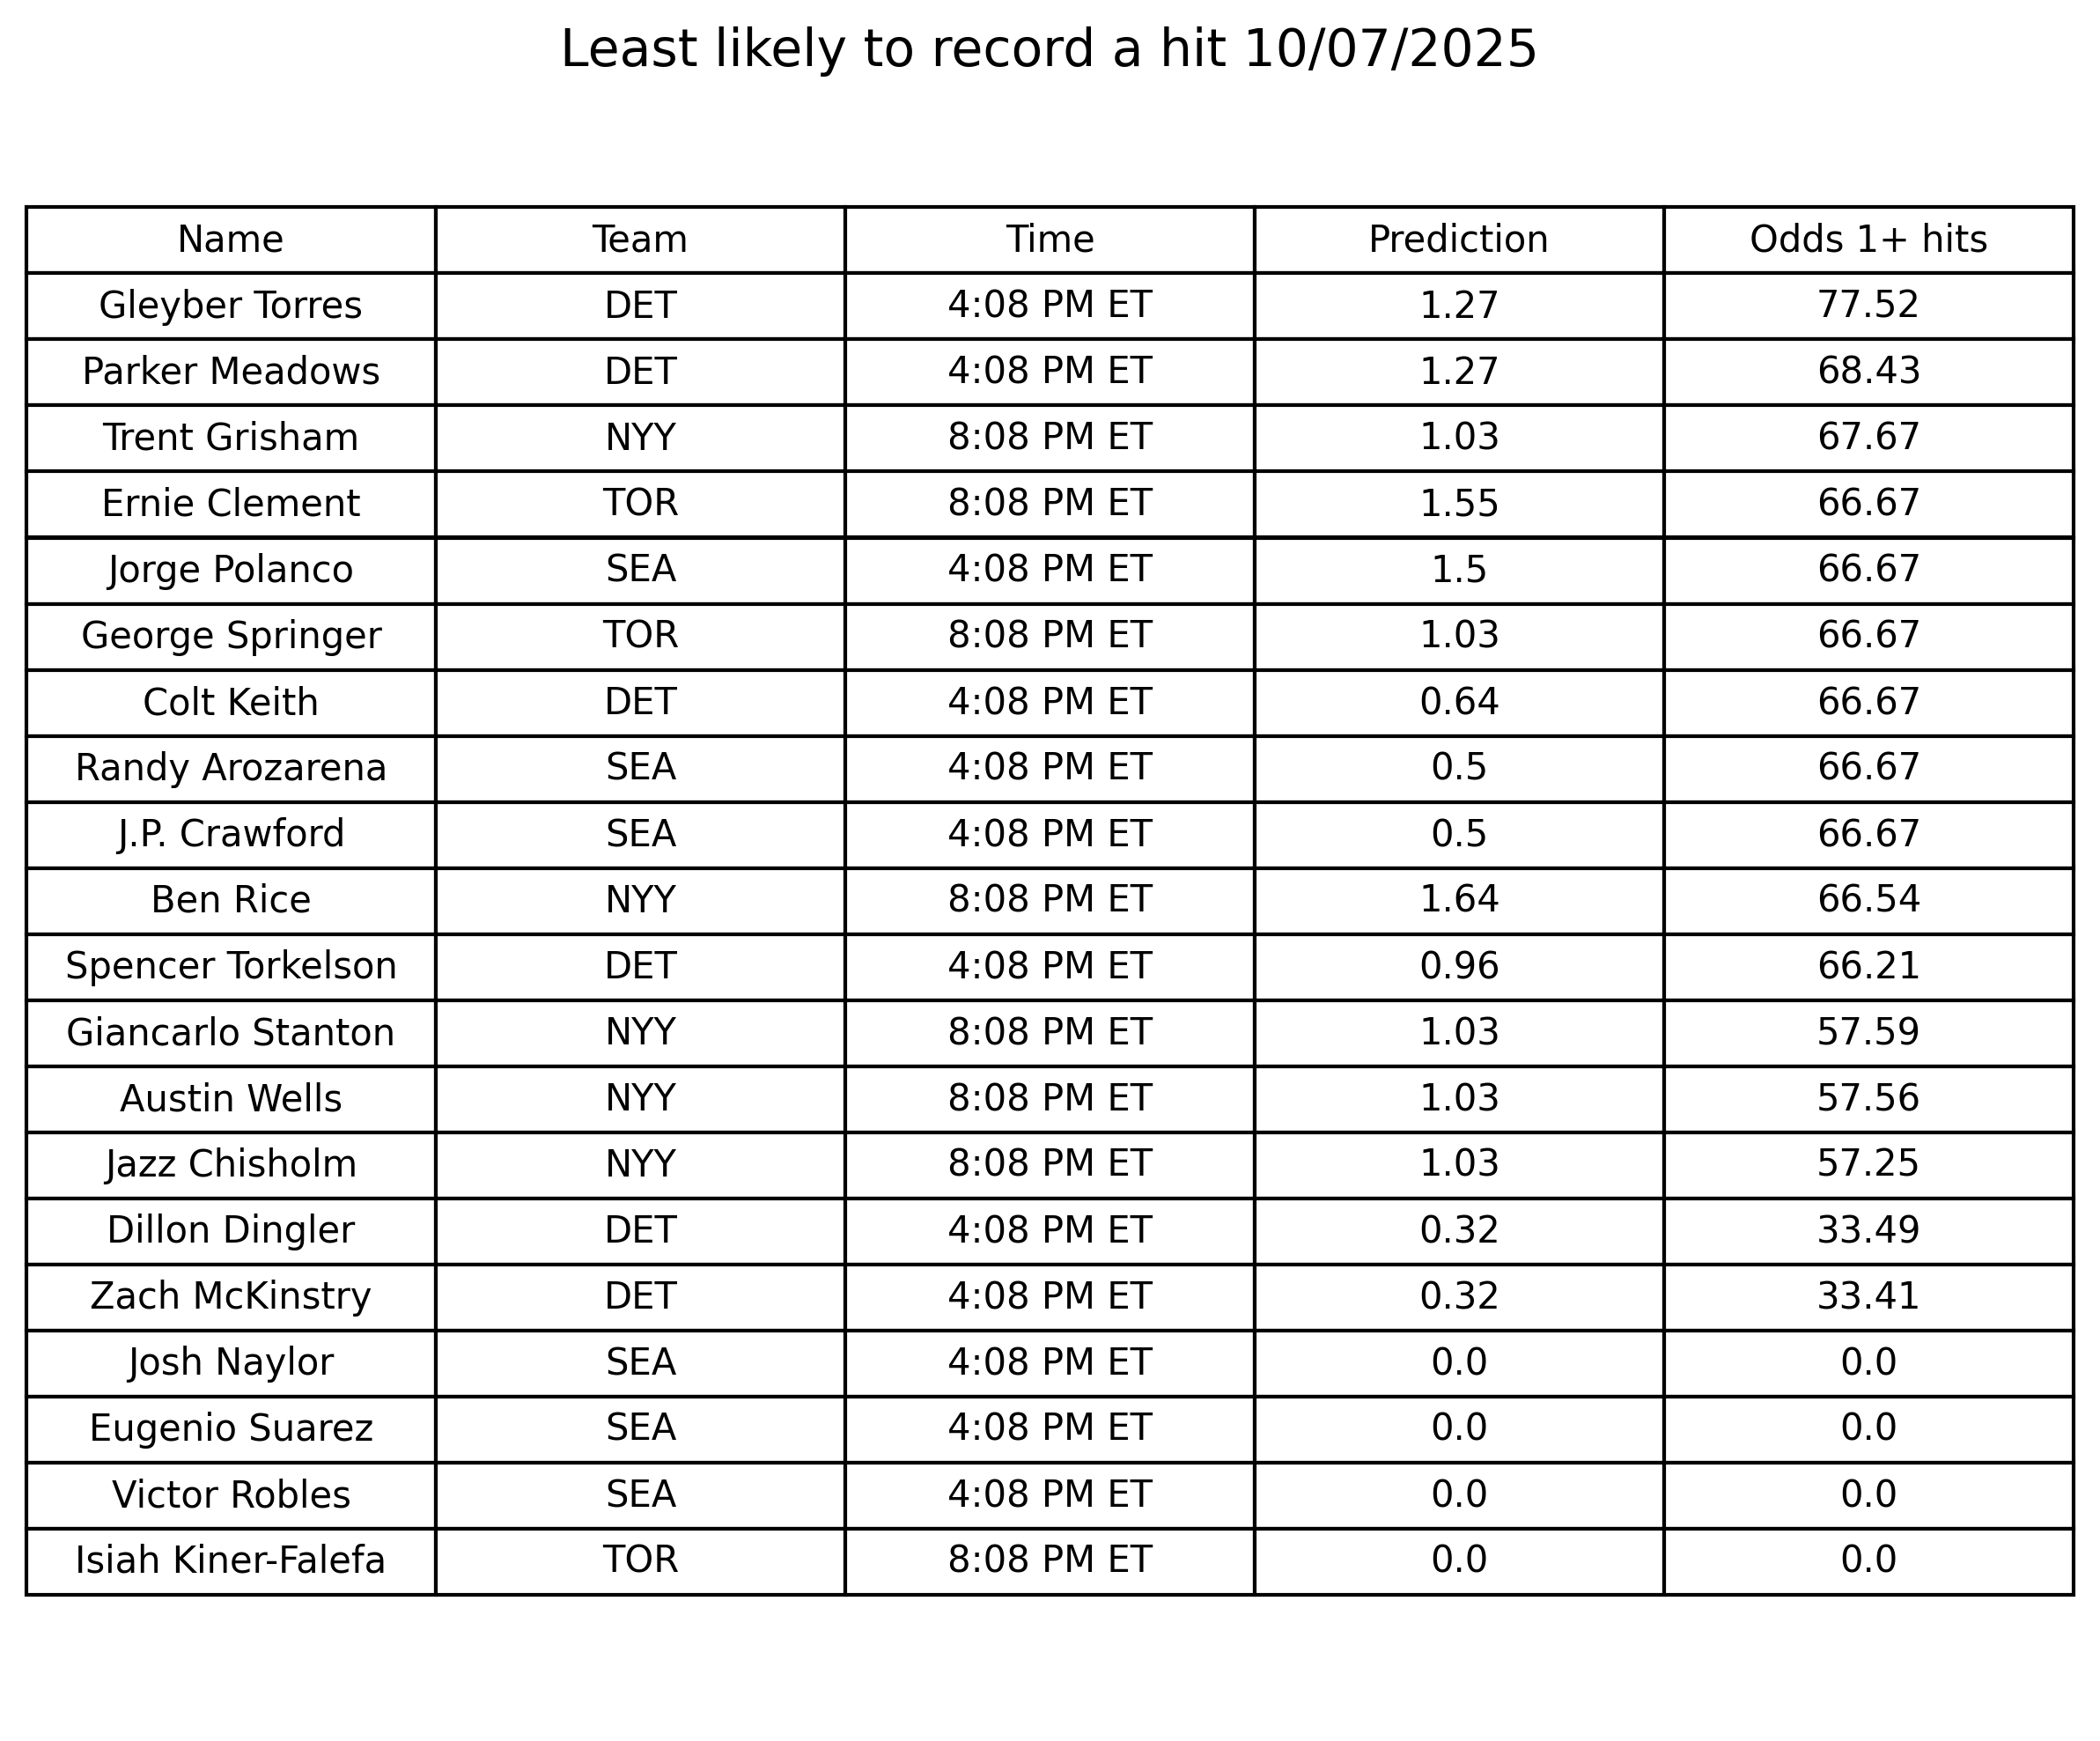 Least likely to record a hit 10/07/2025
Name Team Time Prediction Odds 1+ hits
Gleyber Torres DET 4:08 PM ET 1.27 77.52
Parker Meadows DET 4:08 PM ET 1.27 68.43
Trent Grisham NYY 8:08 PM ET 1.03 67.67
Ernie Clement TOR 8:08 PM ET 1.55 66.67
Jorge Polanco SEA 4:08 PM ET 1.5 66.67
George Springer TOR 8:08 PM ET 1.03 66.67
Colt Keith DET 4:08 PM ET 0.64 66.67
Randy Arozarena SEA 4:08 PM ET 0.5 66.67
J.P. Crawford SEA 4:08 PM ET 0.5 66.67
Ben Rice NYY 8:08 PM ET 1.64 66.54
Spencer Torkelson DET 4:08 PM ET 0.96 66.21
Giancarlo Stanton NYY 8:08 PM ET 1.03 57.59
Austin Wells NYY 8:08 PM ET 1.03 57.56
Jazz Chisholm NYY 8:08 PM ET 1.03 57.25
Dillon Dingler DET 4:08 PM ET 0.32 33.49
Zach McKinstry DET 4:08 PM ET 0.32 33.41
Josh Naylor SEA 4:08 PM ET 0.0 0.0
Eugenio Suarez SEA 4:08 PM ET 0.0 0.0
Victor Robles SEA 4:08 PM ET 0.0 0.0
Isiah Kiner-Falefa TOR 8:08 PM ET 0.0 0.0